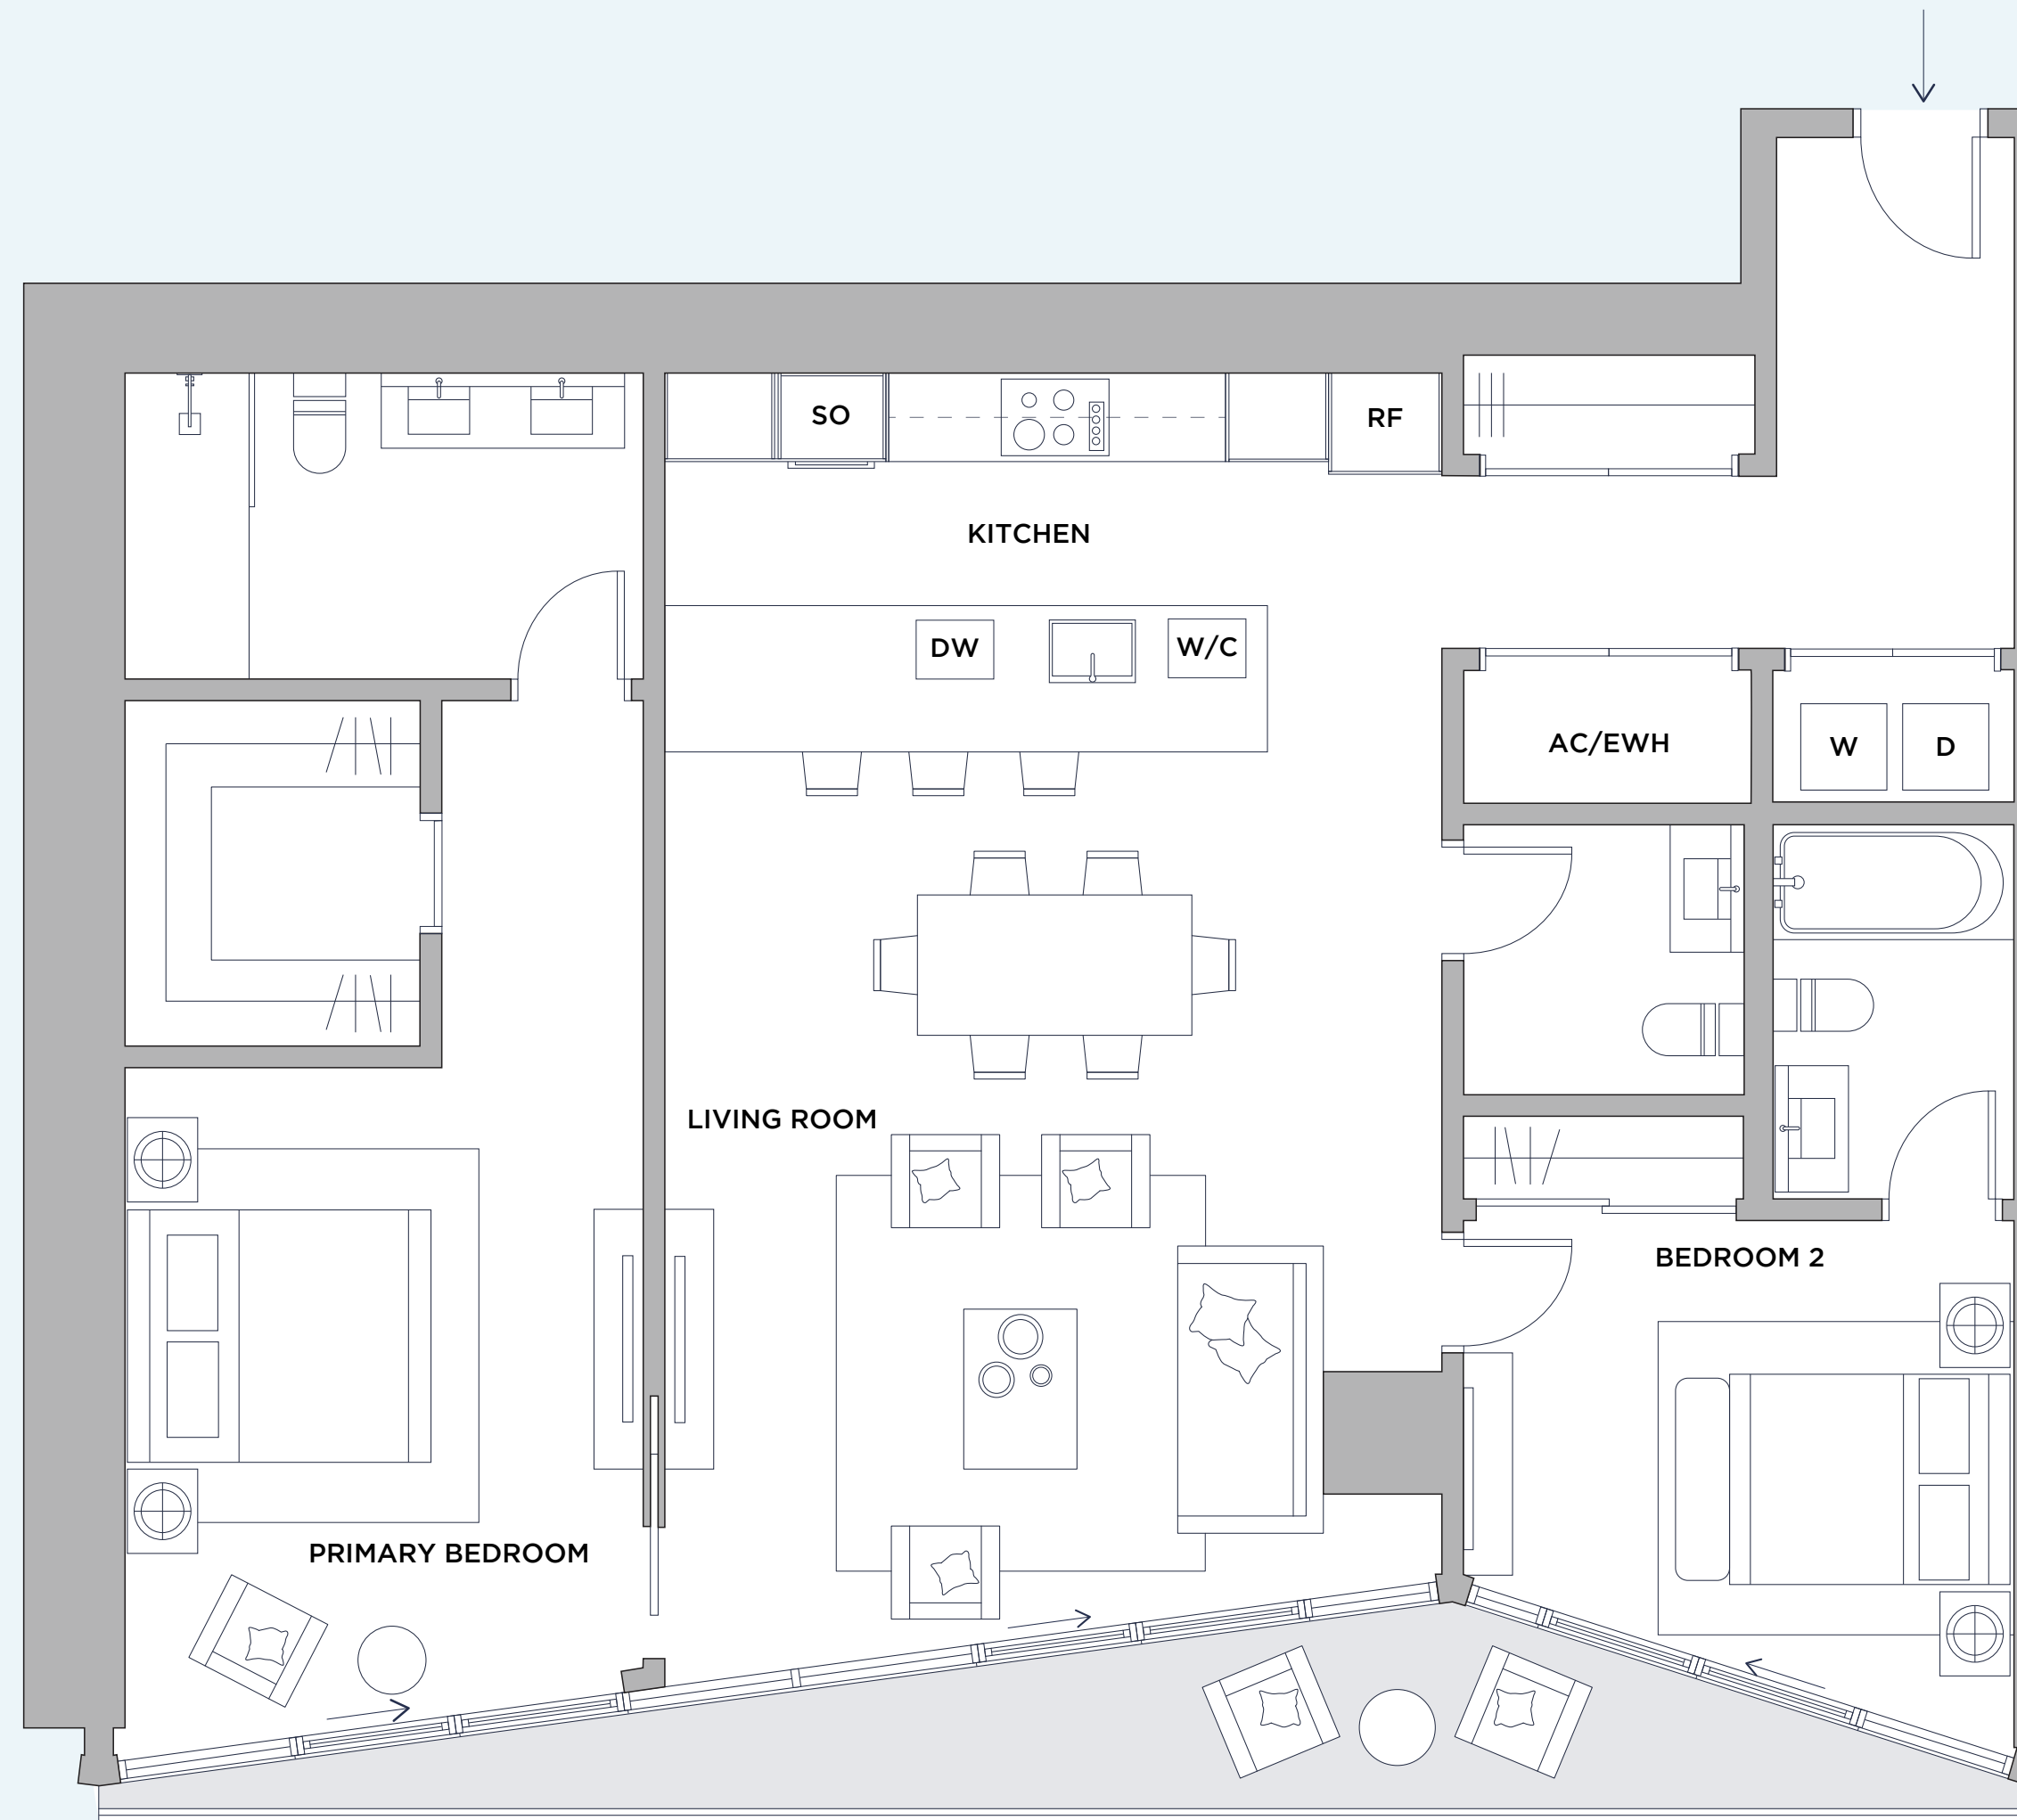 SO
RF
KITCHEN
DW
W/C
AC/EWH
W
D
LIVING ROOM
BEDROOM 2
PRIMARY BEDROOM